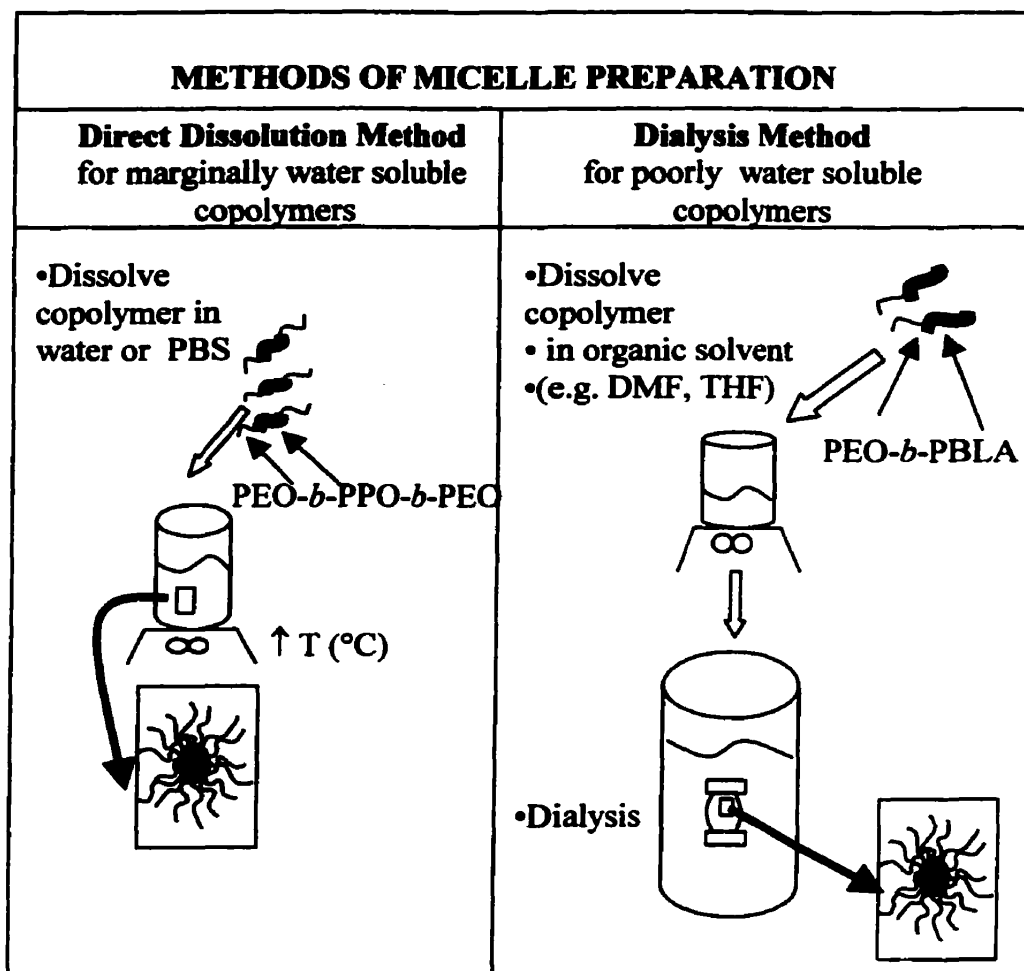 METHODS OF MICELLE PREPARATION
Direct Dissolution Method
for marginally water soluble
copolymers
•Dissolve
copolymer in
water or PBS
PEO-b-PPO-b-PEO
↑ T (°C)
Dialysis Method
for poorly water soluble
copolymers
•Dissolve
copolymer
• in organic solvent
•(e.g. DMF, THF)
PEO-b-PBLA
•Dialysis